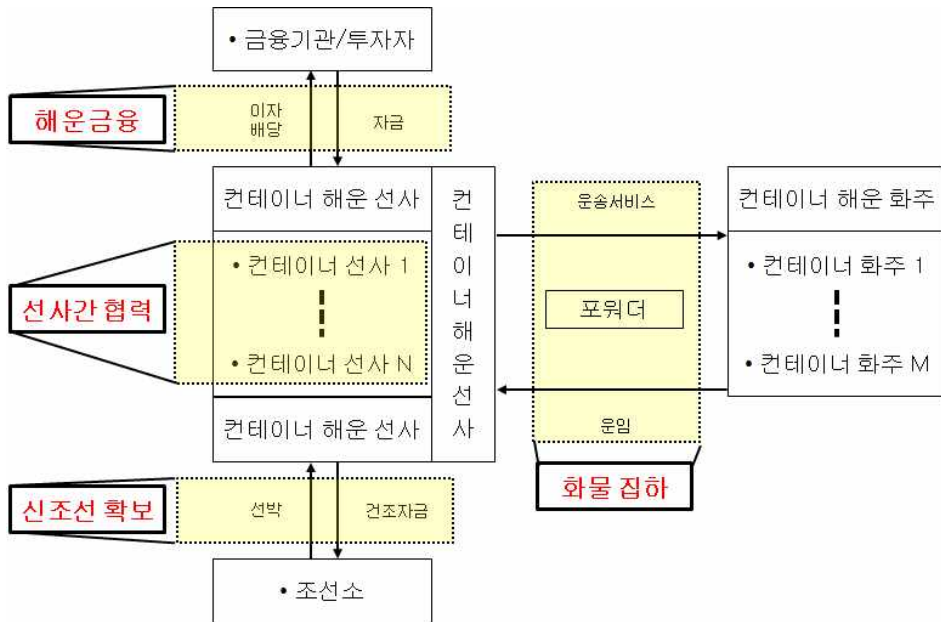 • 금융기관/투자자
해운금융
이자
배당
자금
컨테이너 해운 선사
컨테이너해운선사
운송서비스
컨테이너 해운 화주
선사간 협력
• 컨테이너 선사 1
• 컨테이너 선사 N
포워더
• 컨테이너 화주 1
• 컨테이너 화주 M
컨테이너 해운 선사
운임
화물 집하
신조선 확보
선박
건조자금
• 조선소